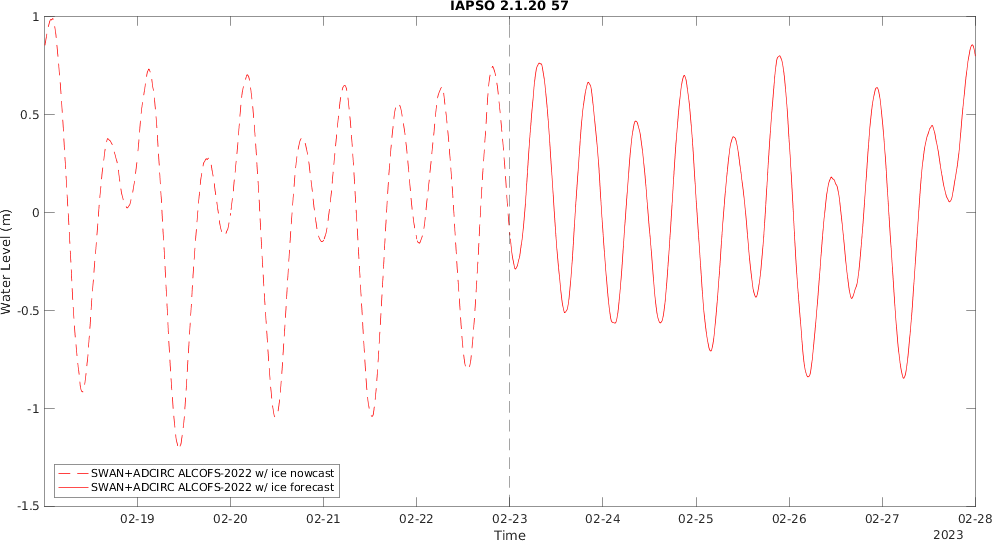 IAPSO 2.1.20 57
1
0.5
0
-0.5
-1
-1.5
Water Level (m)
SWAN+ADCIRC ALCOFS-2022 w/ ice nowcast
SWAN+ADCIRC ALCOFS-2022 w/ ice forecast
02-19 02-20 02-21 02-22 02-23 02-24 02-25 02-26 02-27 02-28
Time
2023